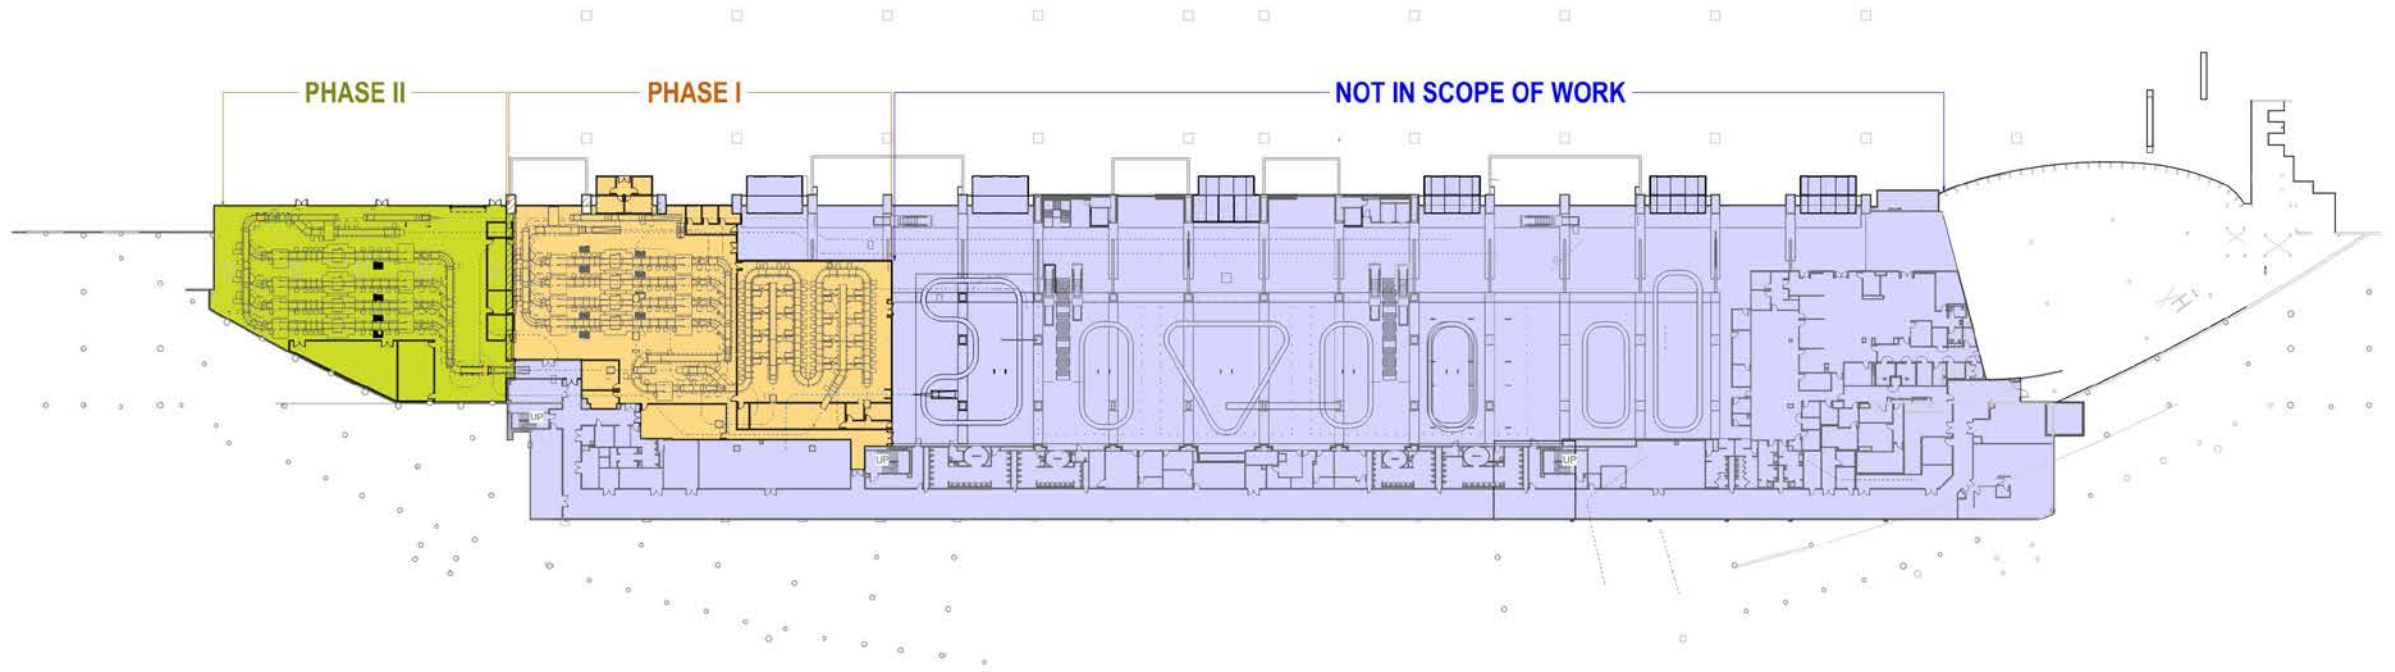 PHASE II
PHASE I
NOT IN SCOPE OF WORK
UP
UP
UP